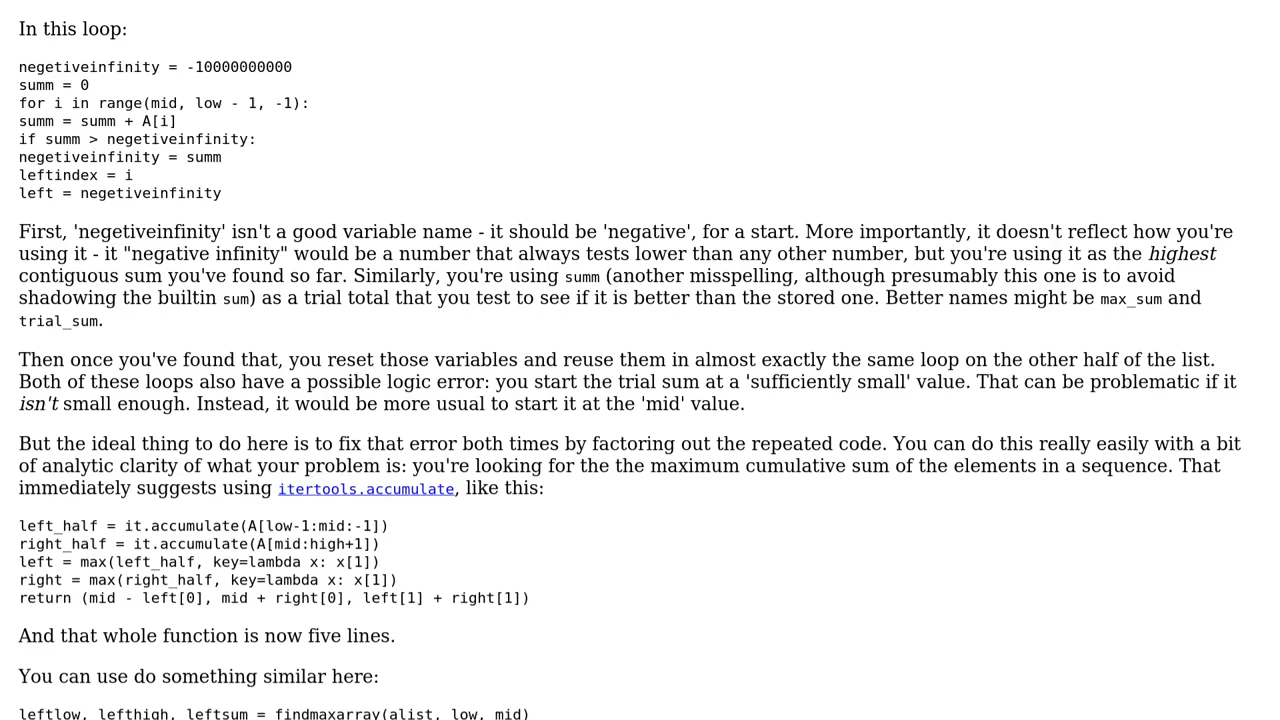 In this loop:
negetiveinfinity = -10000000000
summ = 0
for i in range(mid, low - 1, -1):
summ = summ + A[i]
if summ > negetiveinfinity:
negetiveinfinity = summ
leftindex = i
left = negetiveinfinity
First, 'negetiveinfinity' isn't a good variable name - it should be 'negative', for a start. More importantly, it doesn't reflect how you're
using it - it "negative infinity" would be a number that always tests lower than any other number, but you're using it as the highest
contiguous sum you've found so far. Similarly, you're using summ (another misspelling, although presumably this one is to avoid
shadowing the builtin sum) as a trial total that you test to see if it is better than the stored one. Better names might be max_sum and
trial_sum.
Then once you've found that, you reset those variables and reuse them in almost exactly the same loop on the other half of the list.
Both of these loops also have a possible logic error: you start the trial sum at a 'sufficiently small' value. That can be problematic if it
isn't small enough. Instead, it would be more usual to start it at the 'mid' value.
But the ideal thing to do here is to fix that error both times by factoring out the repeated code. You can do this really easily with a bit
of analytic clarity of what your problem is: you're looking for the the maximum cumulative sum of the elements in a sequence. That
immediately suggests using itertools.accumulate, like this:
left_half = it.accumulate(A[low-1:mid:-1])
right_half = it.accumulate(A[mid:high+1])
left = max(left_half, key=lambda x: x[1])
right = max(right_half, key=lambda x: x[1])
return (mid - left[0], mid + right[0], left[1] + right[1])
And that whole function is now five lines.
You can use do something similar here:
leftlow, lefthigh, leftsum = findmaxarray(alist, low, mid)